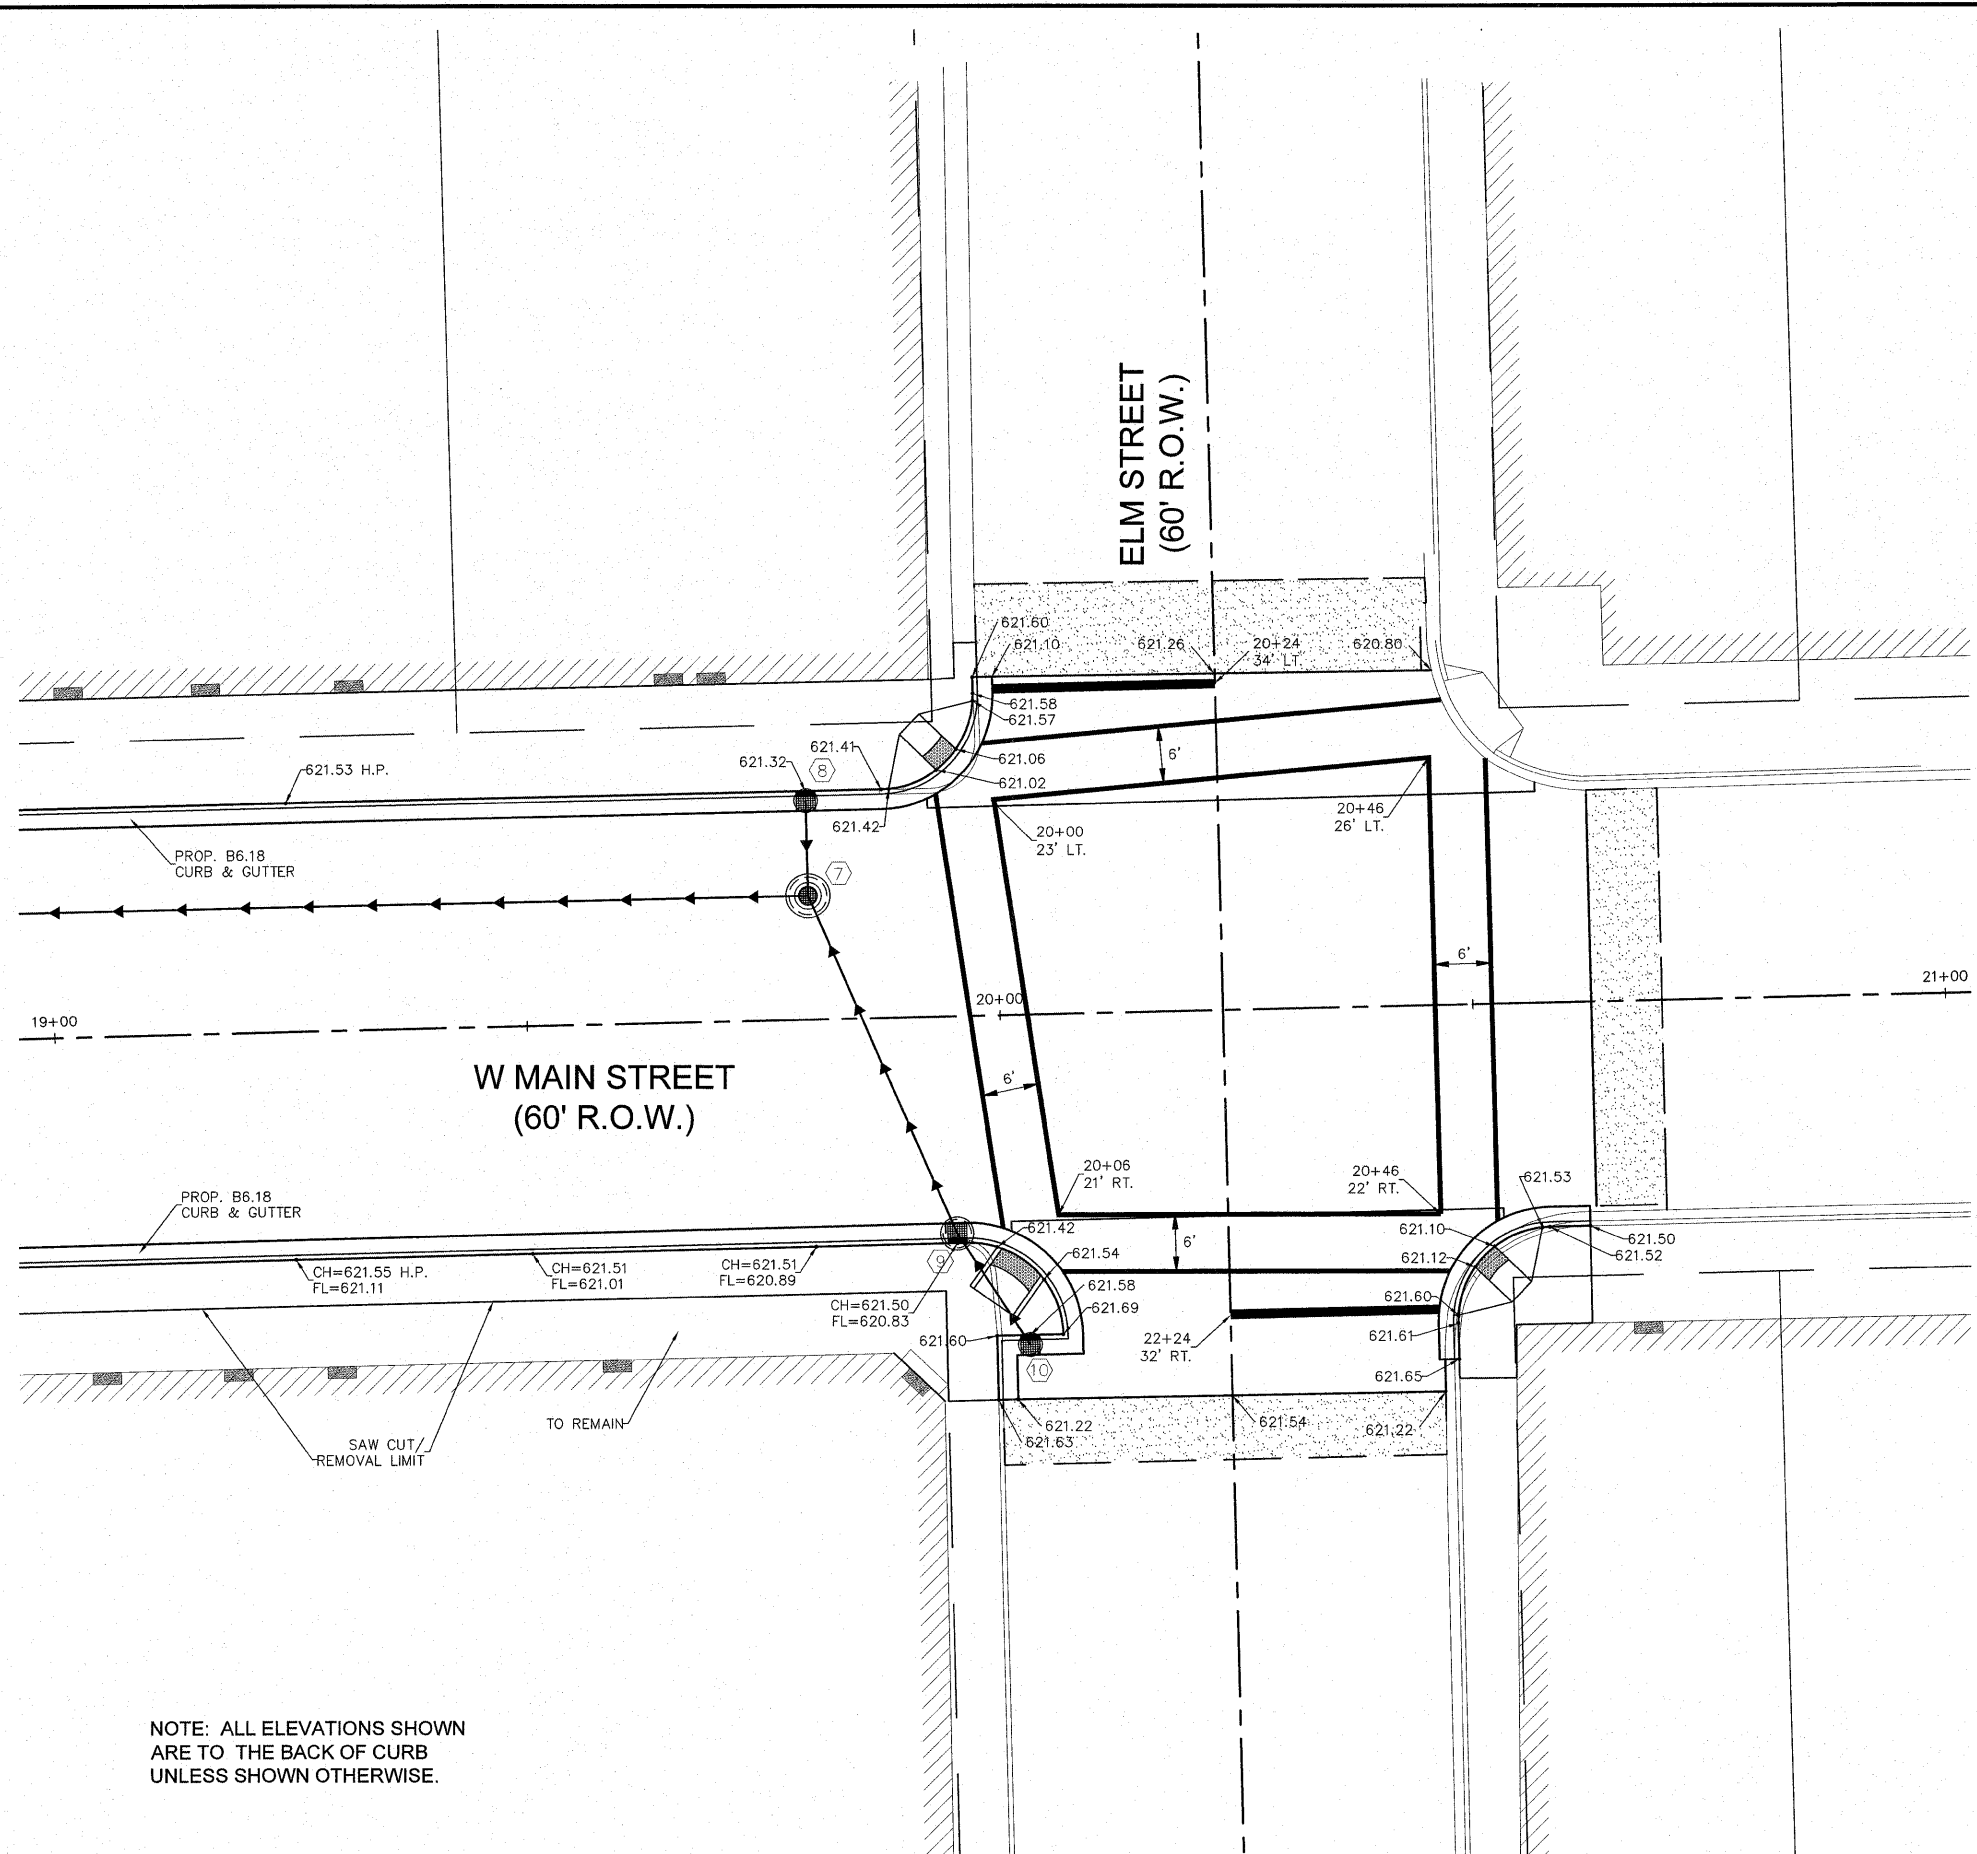 ELM STREET
(60' R.O.W.)
621.60
621.10
621.26
20+24
34' LT.
620.80
621.58
621.57
621.41
8
621.32
621.53 H.P.
621.06
621.02
621.42
20+46
26' LT.
20+00
23' LT.
PROP. B6.18
CURB & GUTTER
7
6'
6'
21+00
20+00
19+00
W MAIN STREET
(60' R.O.W.)
6'
20+06
21' RT.
20+46
22' RT.
621.53
PROP. B6.18
CURB & GUTTER
621.42
6'
621.10
621.50
621.52
621.54
621.12
9
CH=621.55 H.P.
FL=621.11
CH=621.51
FL=621.01
CH=621.51
FL=620.89
621.58
621.69
621.60
CH=621.50
FL=620.83
621.60
22+24
32' RT.
621.61
10
621.65
621.22
621.63
621.54
621.22
TO REMAIN
SAW CUT/
REMOVAL LIMIT
NOTE: ALL ELEVATIONS SHOWN
ARE TO THE BACK OF CURB
UNLESS SHOWN OTHERWISE.